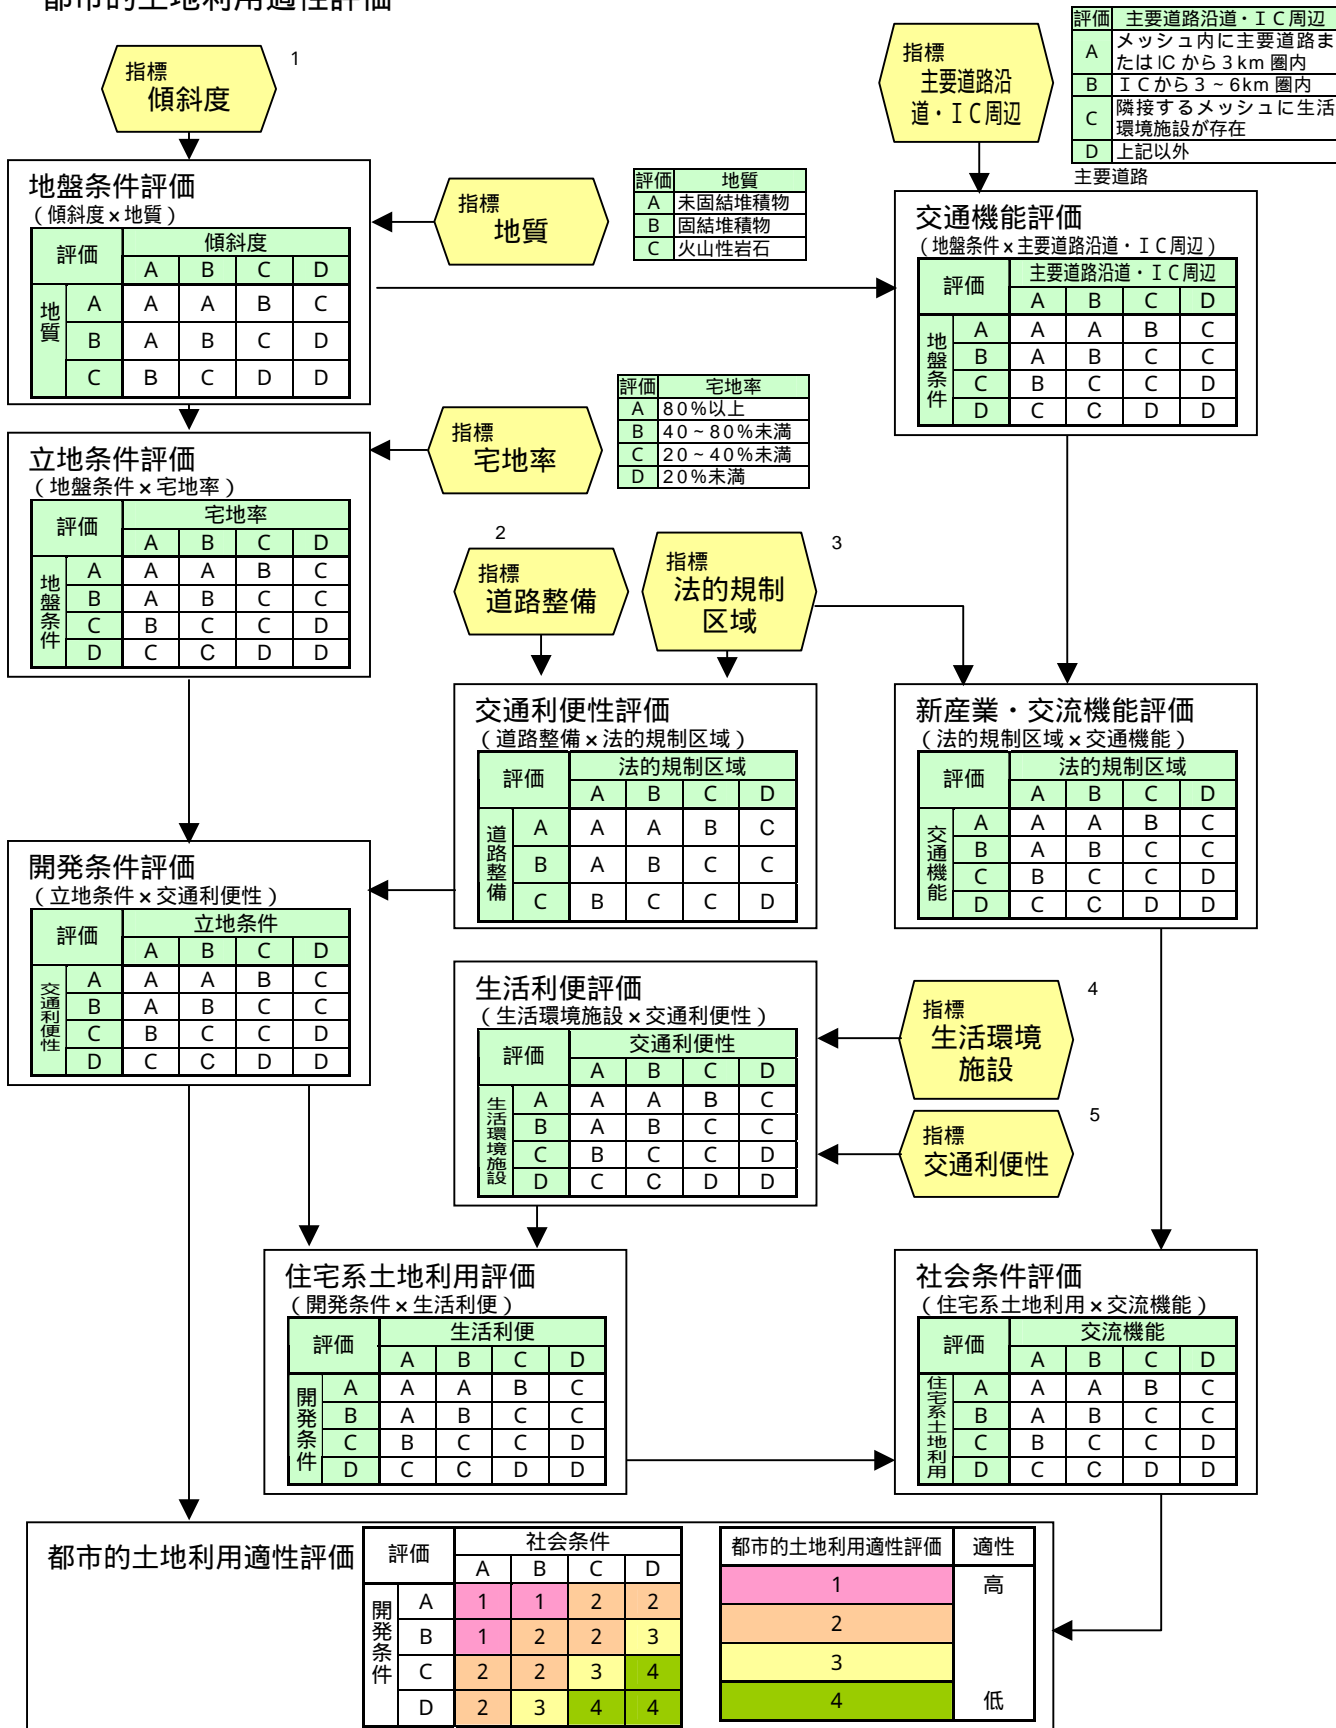 都市的土地利用適性評価
指標
傾斜度
1
指標
主要道路沿
道・ＩＣ周辺
評価 主要道路沿道・ＩＣ周辺
A メッシュ内に主要道路ま
たはIC から３km 圏内
B ＩＣから３～６km 圏内
C 隣接するメッシュに生活
環境施設が存在
D 上記以外
主要道路
地盤条件評価
（傾斜度×地質）
評価 傾斜度
A B C D
地質
A A A B C
B A B C D
C B C D D
指標
地質
評価 地質
A 未固結堆積物
B 固結堆積物
C 火山性岩石
交通機能評価
（地盤条件×主要道路沿道・ＩＣ周辺）
評価 主要道路沿道・ＩＣ周辺
A B C D
地盤条件
A A A B C
B A B C C
C B C C D
D C C D D
立地条件評価
（地盤条件×宅地率）
評価 宅地率
A B C D
地盤条件
A A A B C
B A B C C
C B C C D
D C C D D
指標
宅地率
評価 宅地率
A 80%以上
B 40～80%未満
C 20～40%未満
D 20%未満
2
指標
道路整備
3
指標
法的規制
区域
交通利便性評価
（道路整備×法的規制区域）
評価 法的規制区域
A B C D
道路整備
A A A B C
B A B C C
C B C C D
新産業・交流機能評価
（法的規制区域×交通機能）
評価 法的規制区域
A B C D
交通機能
A A A B C
B A B C C
C B C C D
D C C D D
開発条件評価
（立地条件×交通利便性）
評価 立地条件
A B C D
交通利便性
A A A B C
B A B C C
C B C C D
D C C D D
生活利便評価
（生活環境施設×交通利便性）
評価 交通利便性
A B C D
生活環境施設
A A A B C
B A B C C
C B C C D
D C C D D
4
指標
生活環境
施設
5
指標
交通利便性
住宅系土地利用評価
（開発条件×生活利便）
評価 生活利便
A B C D
開発条件
A A A B C
B A B C C
C B C C D
D C C D D
社会条件評価
（住宅系土地利用×交流機能）
評価 交流機能
A B C D
住宅系土地利用
A A A B C
B A B C C
C B C C D
D C C D D
都市的土地利用適性評価
評価 社会条件
A B C D
開発条件
A 1 1 2 2
B 1 2 2 3
C 2 2 3 4
D 2 3 4 4
都市的土地利用適性評価 適性
1 高
2
3
4 低